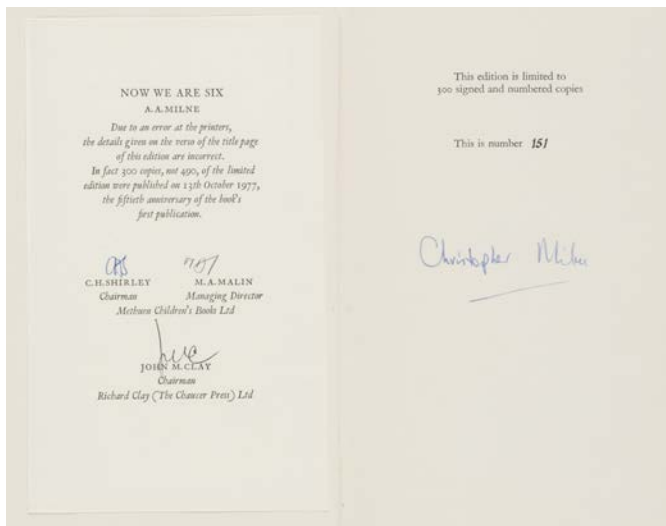 NOW WE ARE SIX
A. A. MILNE
Due to an error at the printers,
the details given on the verso of the title page
of this edition are incorrect.
In fact 300 copies, not 490, of the limited
edition were published on 13th October 1977,
the fiftieth anniversary of the book's
first publication.
C. H. SHIRLEY M. A. MALIN
Chairman Managing Director
Methuen Children's Books Ltd
JOHN M. CLAY
Chairman
Richard Clay (The Chaucer Press) Ltd
This edition is limited to
300 signed and numbered copies
This is number 151
Christopher Milne